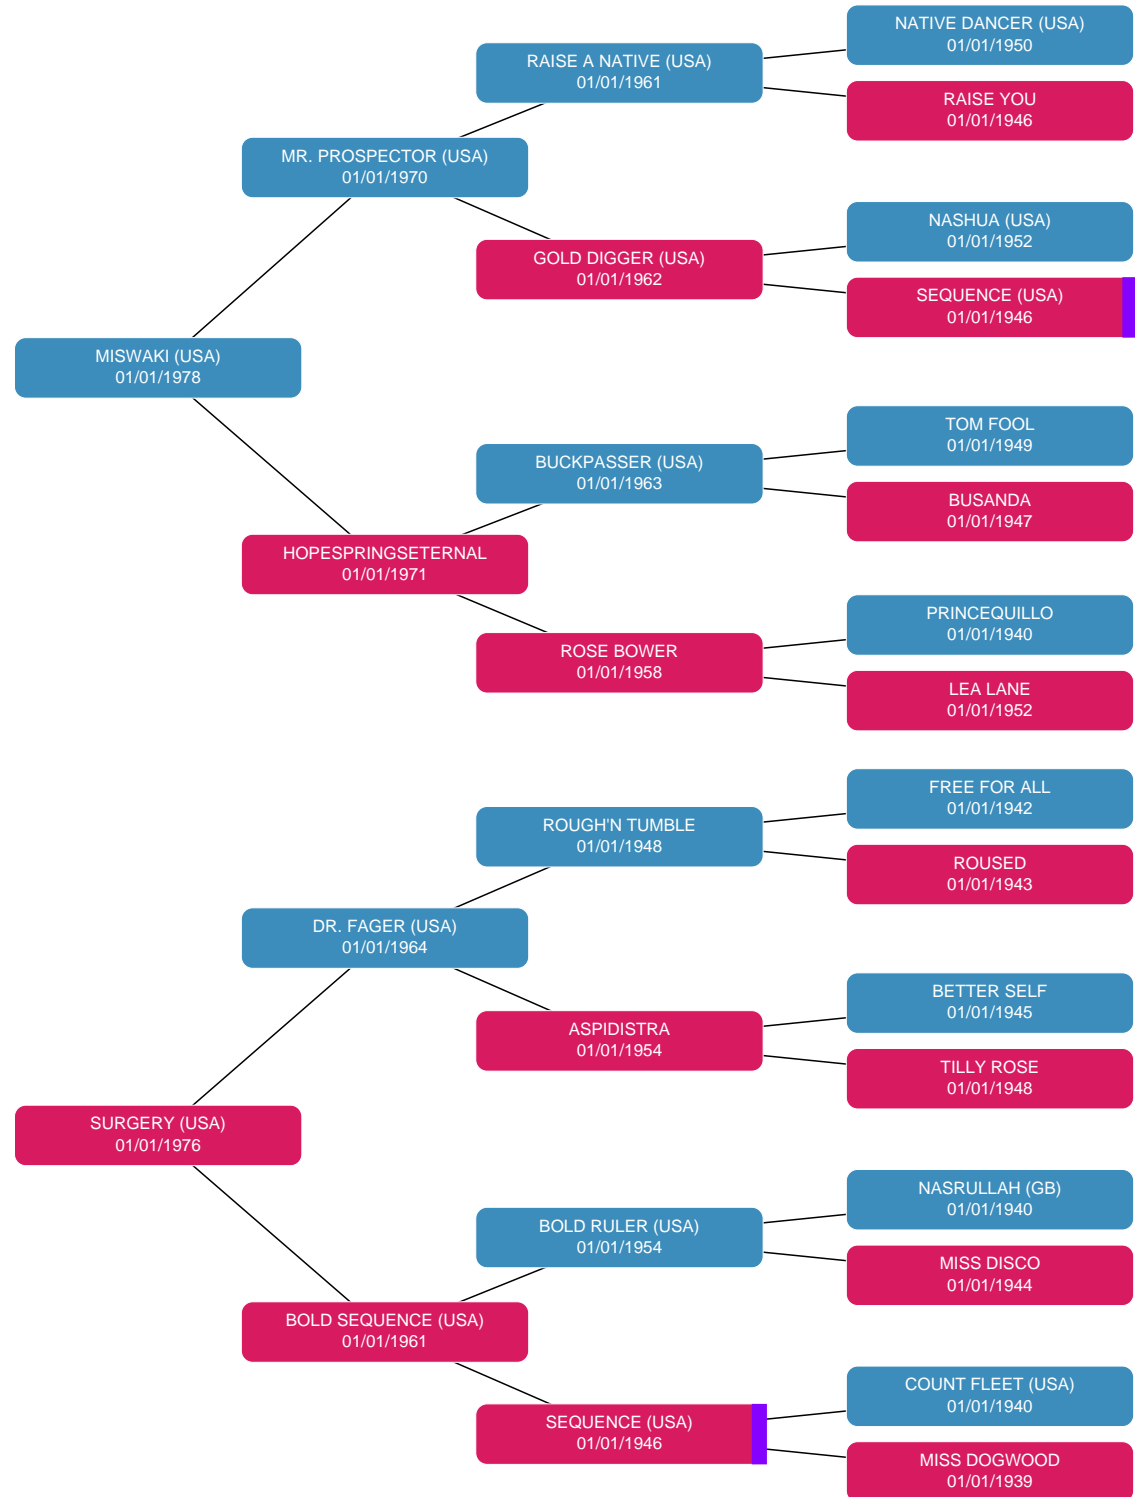 NATIVE DANCER (USA)
01/01/1950
RAISE A NATIVE (USA)
01/01/1961
RAISE YOU
01/01/1946
MR. PROSPECTOR (USA)
01/01/1970
NASHUA (USA)
01/01/1952
GOLD DIGGER (USA)
01/01/1962
SEQUENCE (USA)
01/01/1946
MISWAKI (USA)
01/01/1978
TOM FOOL
01/01/1949
BUCKPASSER (USA)
01/01/1963
BUSANDA
01/01/1947
HOPESPRINGSETERNAL
01/01/1971
PRINCEQUILLO
01/01/1940
ROSE BOWER
01/01/1958
LEA LANE
01/01/1952
FREE FOR ALL
01/01/1942
ROUGH'N TUMBLE
01/01/1948
ROUSED
01/01/1943
DR. FAGER (USA)
01/01/1964
BETTER SELF
01/01/1945
ASPIDISTRA
01/01/1954
TILLY ROSE
01/01/1948
SURGERY (USA)
01/01/1976
NASRULLAH (GB)
01/01/1940
BOLD RULER (USA)
01/01/1954
MISS DISCO
01/01/1944
BOLD SEQUENCE (USA)
01/01/1961
COUNT FLEET (USA)
01/01/1940
SEQUENCE (USA)
01/01/1946
MISS DOGWOOD
01/01/1939